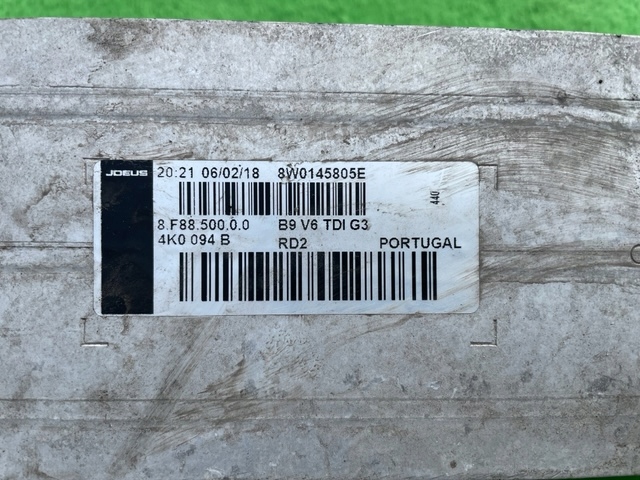 JDEUS 20:21 06/02/18 8W0145805E
8.F88.500.0.0 B9 V6 TDI G3
4K0 094 B RD2 PORTUGAL
440